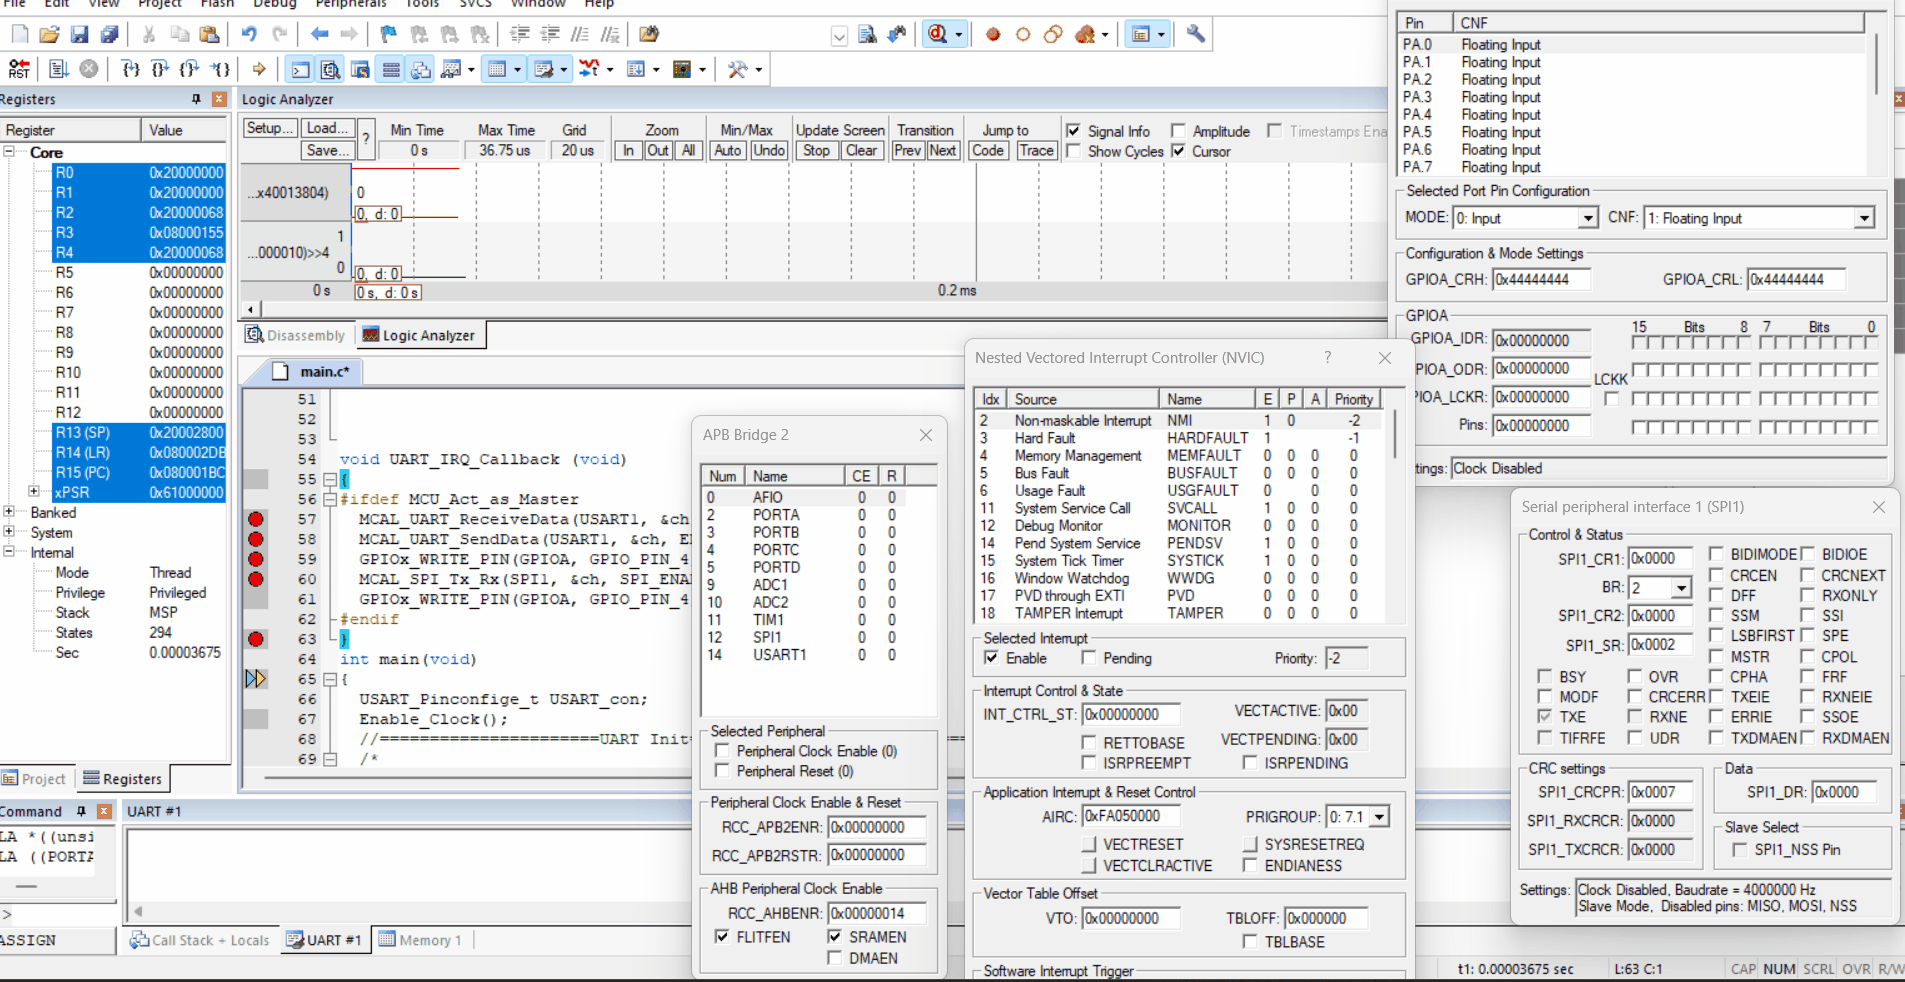 File Edit View Project Flash Debug Peripherals Tools SVCS Window Help
Registers
Register Value
Core
R0 0x20000000
R1 0x20000000
R2 0x20000068
R3 0x08000155
R4 0x20000068
R5 0x00000000
R6 0x00000000
R7 0x00000000
R8 0x00000000
R9 0x00000000
R10 0x00000000
R11 0x00000000
R12 0x00000000
R13 (SP) 0x20002800
R14 (LR) 0x080002DB
R15 (PC) 0x080001BC
xPSR 0x61000000
Banked
System
Internal
Mode Thread
Privilege Privileged
Stack MSP
States 294
Sec 0.00003675
Project Registers
Logic Analyzer
Setup... Load... Save... ?
Min Time 0 s
Max Time 36.75 us
Grid 20 us
Zoom In Out All
Min/Max Auto Undo
Update Screen Stop Clear
Transition Prev Next
Jump to Code Trace
Signal Info Amplitude Timestamps Ena
Show Cycles Cursor
...x40013804) 0
0, d: 0
...000010)>>4 1 0
0, d: 0
0 s 0 s, d: 0 s 0.2 ms
Disassembly Logic Analyzer
main.c*
51
52
53
54 void UART_IRQ_Callback (void)
55 {
56 #ifdef MCU_Act_as_Master
57 MCAL_UART_ReceiveData(USART1, &ch
58 MCAL_UART_SendData(USART1, &ch, E
59 GPIOx_WRITE_PIN(GPIOA, GPIO_PIN_4
60 MCAL_SPI_Tx_Rx(SPI1, &ch, SPI_ENA
61 GPIOx_WRITE_PIN(GPIOA, GPIO_PIN_4
62 #endif
63 }
64 int main(void)
65 {
66 USART_Pinconfige_t USART_con;
67 Enable_Clock();
68 //======================UART Init=
69 /*
Command
LA *((unsi
LA ((PORTA
>
ASSIGN
UART #1
Call Stack + Locals UART #1 Memory 1
APB Bridge 2
Num Name CE R
0 AFIO 0 0
2 PORTA 0 0
3 PORTB 0 0
4 PORTC 0 0
5 PORTD 0 0
9 ADC1 0 0
10 ADC2 0 0
11 TIM1 0 0
12 SPI1 0 0
14 USART1 0 0
Selected Peripheral
Peripheral Clock Enable (0)
Peripheral Reset (0)
Peripheral Clock Enable & Reset
RCC_APB2ENR: 0x00000000
RCC_APB2RSTR: 0x00000000
AHB Peripheral Clock Enable
RCC_AHBENR: 0x00000014
FLITFEN SRAMEN
DMAEN
Nested Vectored Interrupt Controller (NVIC) ?
Idx Source Name E P A Priority
2 Non-maskable Interrupt NMI 1 0 -2
3 Hard Fault HARDFAULT 1 -1
4 Memory Management MEMFAULT 0 0 0 0
5 Bus Fault BUSFAULT 0 0 0 0
6 Usage Fault USGFAULT 0 0 0
11 System Service Call SVCALL 1 0 0 0
12 Debug Monitor MONITOR 0 0 0 0
14 Pend System Service PENDSV 1 0 0 0
15 System Tick Timer SYSTICK 1 0 0 0
16 Window Watchdog WWDG 0 0 0 0
17 PVD through EXTI PVD 0 0 0 0
18 TAMPER Interrupt TAMPER 0 0 0 0
Selected Interrupt
Enable Pending Priority: -2
Interrupt Control & State
INT_CTRL_ST: 0x00000000 VECTACTIVE: 0x00
RETTOBASE VECTPENDING: 0x00
ISRPREEMPT ISRPENDING
Application Interrupt & Reset Control
AIRC: 0xFA050000 PRIGROUP: 0: 7.1
VECTRESET SYSRESETREQ
VECTCLRACTIVE ENDIANESS
Vector Table Offset
VTO: 0x00000000 TBLOFF: 0x000000
TBLBASE
Software Interrupt Trigger
Pin CNF
PA.0 Floating Input
PA.1 Floating Input
PA.2 Floating Input
PA.3 Floating Input
PA.4 Floating Input
PA.5 Floating Input
PA.6 Floating Input
PA.7 Floating Input
Selected Port Pin Configuration
MODE: 0: Input CNF: 1: Floating Input
Configuration & Mode Settings
GPIOA_CRH: 0x44444444 GPIOA_CRL: 0x44444444
GPIOA
15 Bits 8 7 Bits 0
GPIOA_IDR: 0x00000000
PIOA_ODR: 0x00000000
LCKK
A_LCKR: 0x00000000
Pins: 0x00000000
tings: Clock Disabled
Serial peripheral interface 1 (SPI1)
Control & Status
SPI1_CR1: 0x0000 BIDIMODE BIDIOE
CRCEN CRCNEXT
BR: 2 DFF RXONLY
SPI1_CR2: 0x0000 SSM SSI
LSBFIRST SPE
SPI1_SR: 0x0002 MSTR CPOL
BSY OVR CPHA FRF
MODF CRCERR TXEIE RXNEIE
TXE RXNE ERRIE SSOE
TIFRFE UDR TXDMAEN RXDMAEN
CRC settings
SPI1_CRCPR: 0x0007
SPI1_RXCRCR: 0x0000
SPI1_TXCRCR: 0x0000
Data
SPI1_DR: 0x0000
Slave Select
SPI1_NSS Pin
Settings: Clock Disabled, Baudrate = 4000000 Hz
Slave Mode, Disabled pins: MISO, MOSI, NSS
t1: 0.00003675 sec L:63 C:1 CAP NUM SCRL OVR R/W